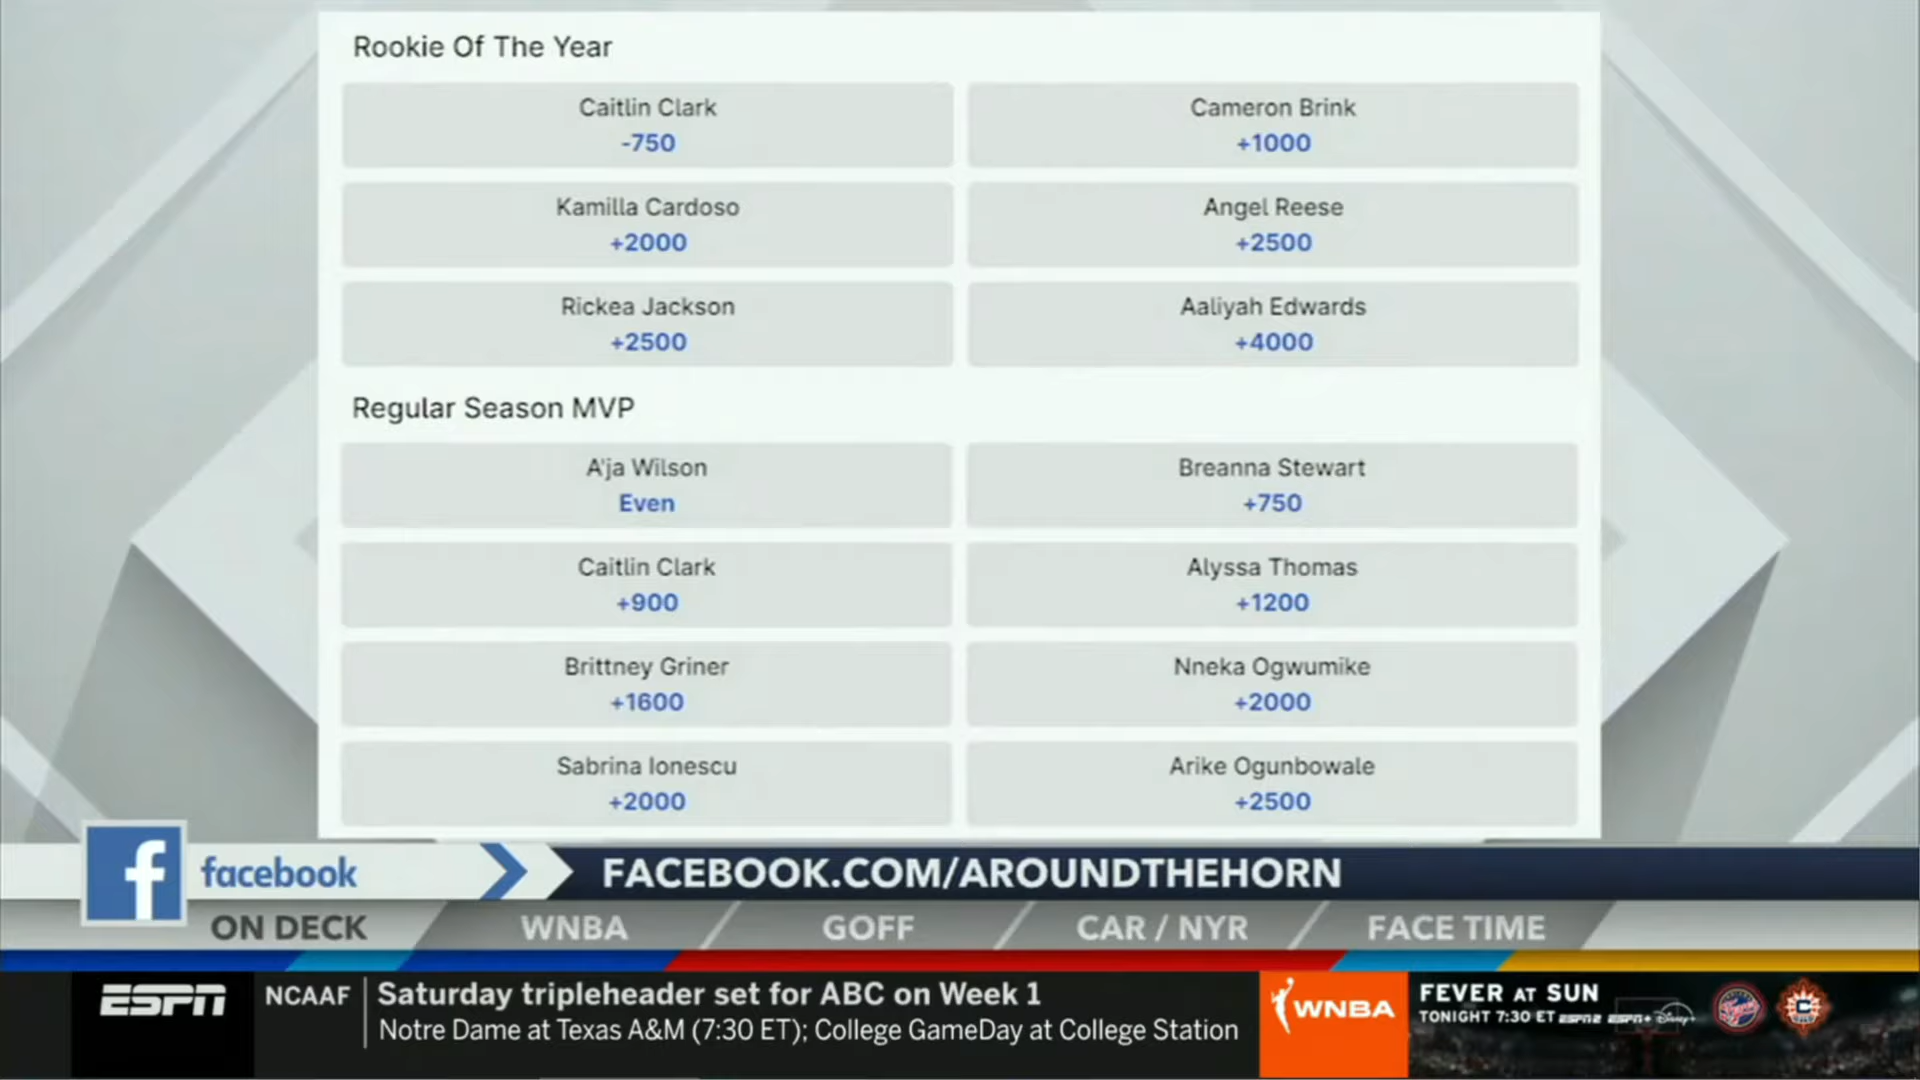 Rookie Of The Year
Caitlin Clark
-750
Cameron Brink
+1000
Kamilla Cardoso
+2000
Angel Reese
+2500
Rickea Jackson
+2500
Aaliyah Edwards
+4000
Regular Season MVP
A'ja Wilson
Even
Breanna Stewart
+750
Caitlin Clark
+900
Alyssa Thomas
+1200
Brittney Griner
+1600
Nneka Ogwumike
+2000
Sabrina Ionescu
+2000
Arike Ogunbowale
+2500
f facebook
FACEBOOK.COM/AROUNDTHEHORN
ON DECK WNBA GOFF CAR / NYR FACE TIME
ESPN
NCAAF
Saturday tripleheader set for ABC on Week 1
Notre Dame at Texas A&M (7:30 ET); College GameDay at College Station
WNBA
FEVER AT SUN
TONIGHT 7:30 ET ESPN2 ESPN+ Disney+
C